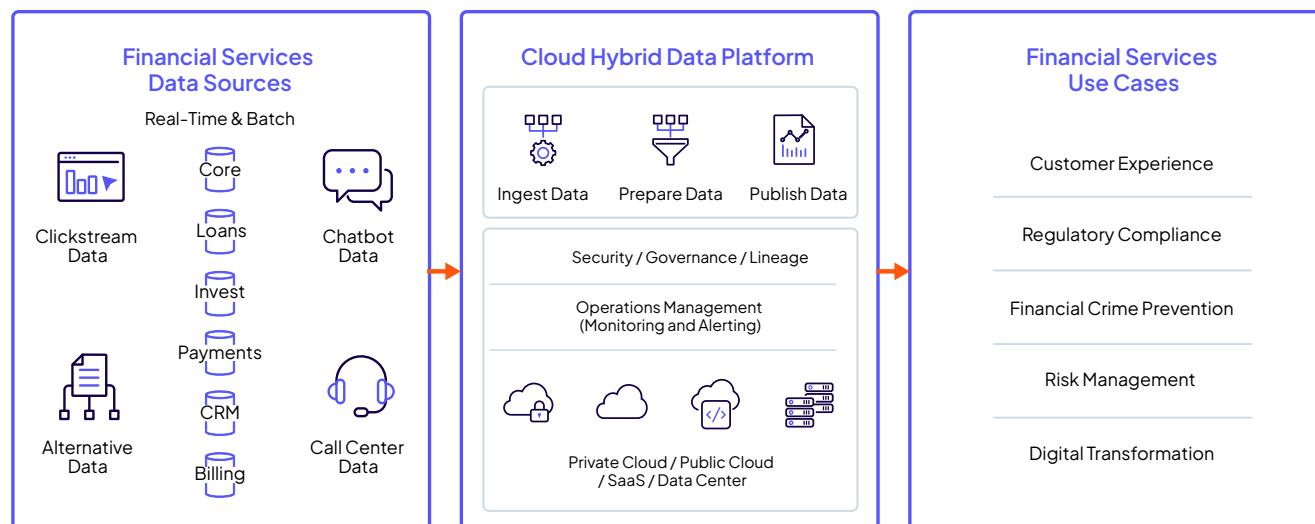 Financial Services
Data Sources
Real-Time & Batch
Clickstream
Data
Core
Loans
Invest
Payments
CRM
Billing
Chatbot
Data
Alternative
Data
Call Center
Data
Cloud Hybrid Data Platform
Ingest Data
Prepare Data
Publish Data
Security / Governance / Lineage
Operations Management
(Monitoring and Alerting)
</>
Private Cloud / Public Cloud
/ SaaS / Data Center
Financial Services
Use Cases
Customer Experience
Regulatory Compliance
Financial Crime Prevention
Risk Management
Digital Transformation